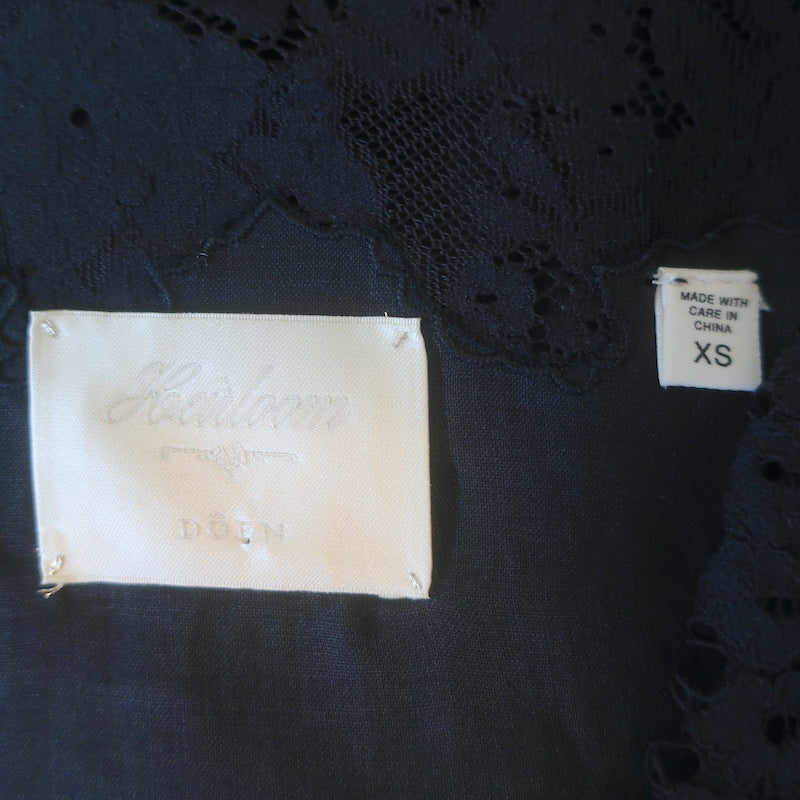 Heirloom
DÔEN
MADE WITH
CARE IN
CHINA
XS